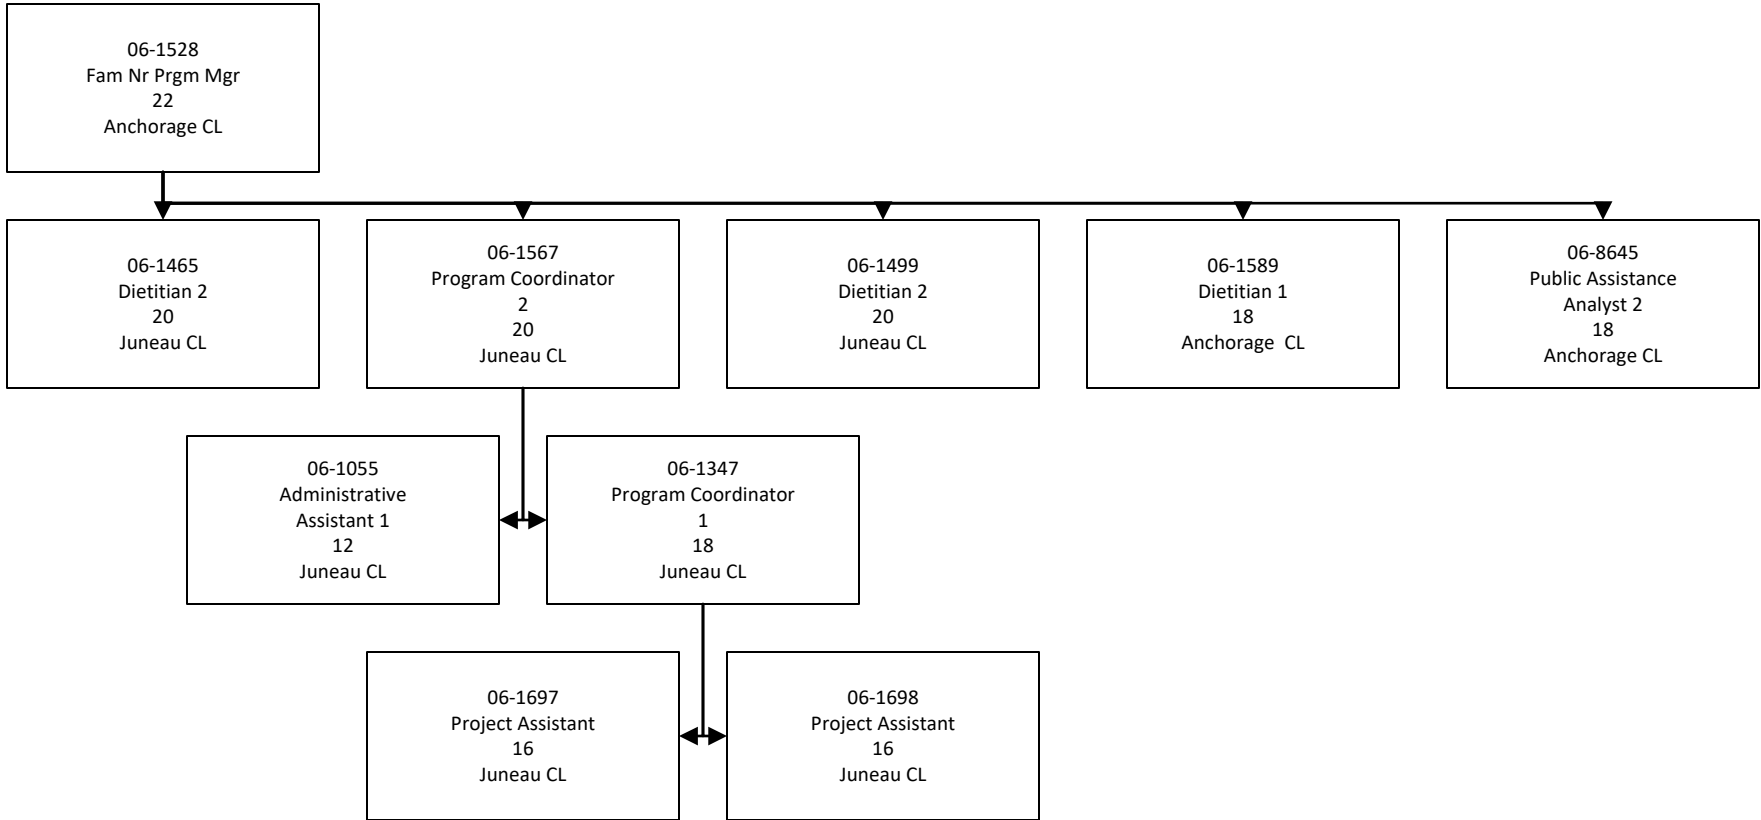 06-1528
Fam Nr Prgm Mgr
22
Anchorage CL
06-1465
Dietitian 2
20
Juneau CL
06-1567
Program Coordinator
2
20
Juneau CL
06-1499
Dietitian 2
20
Juneau CL
06-1589
Dietitian 1
18
Anchorage  CL
06-8645
Public Assistance
Analyst 2
18
Anchorage CL
06-1055
Administrative
Assistant 1
12
Juneau CL
06-1347
Program Coordinator
1
18
Juneau CL
06-1697
Project Assistant
16
Juneau CL
06-1698
Project Assistant
16
Juneau CL